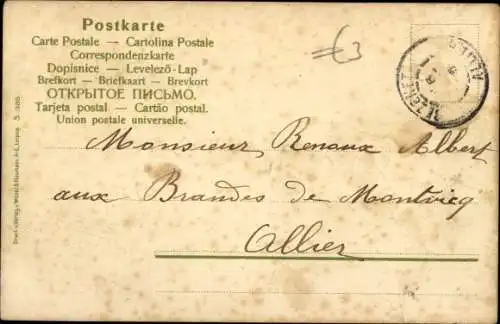 Postkarte
Carte Postale — Cartolina Postale
Correspondenzkarte
Dopisnice — Levelező-Lap
Brefkort — Briefkaart — Brevkort
ОТКРЫТОЕ ПИСЬМО.
Tarjeta postal — Cartão postal.
Union postale universelle.
Monsieur Renaux Albert
aux Brandes de Montvicq
Allier